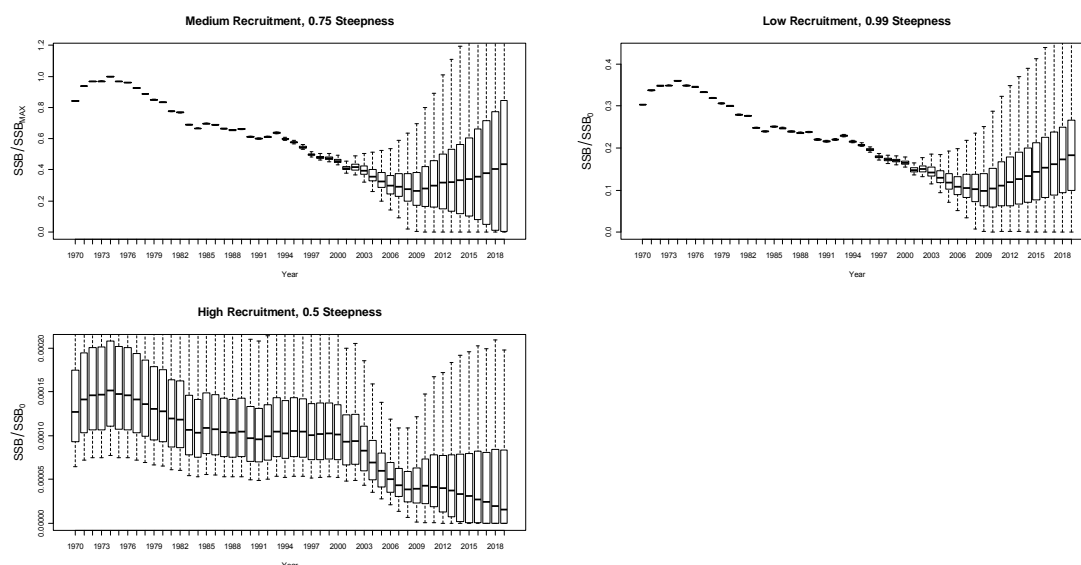 Medium Recruitment, 0.75 Steepness
SSB/SSBMAX
0.0 0.2 0.4 0.6 0.8 1.0 1.2
1970 1973 1976 1979 1982 1985 1988 1991 1994 1997 2000 2003 2006 2009 2012 2015 2018
Year
Low Recruitment, 0.99 Steepness
SSB/SSB0
0.0 0.1 0.2 0.3 0.4
1970 1973 1976 1979 1982 1985 1988 1991 1994 1997 2000 2003 2006 2009 2012 2015 2018
Year
High Recruitment, 0.5 Steepness
SSB/SSB0
0.00000 0.00005 0.00010 0.00015 0.00020
1970 1973 1976 1979 1982 1985 1988 1991 1994 1997 2000 2003 2006 2009 2012 2015 2018
Year